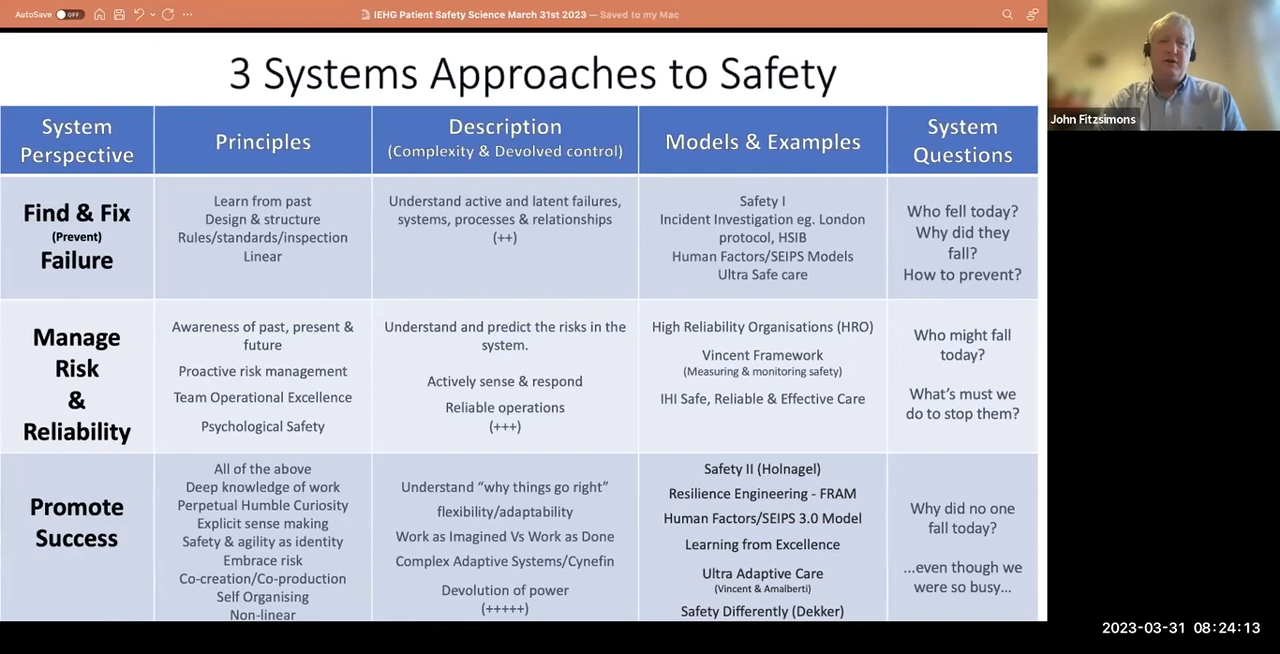 AutoSave OFF
IEHG Patient Safety Science March 31st 2023 — Saved to my Mac
3 Systems Approaches to Safety
System
Perspective
Principles
Description
(Complexity & Devolved control)
Models & Examples
System
Questions
Find & Fix
(Prevent)
Failure
Learn from past
Design & structure
Rules/standards/inspection
Linear
Understand active and latent failures,
systems, processes & relationships
(++)
Safety I
Incident Investigation eg. London
protocol, HSIB
Human Factors/SEIPS Models
Ultra Safe care
Who fell today?
Why did they
fall?
How to prevent?
Manage
Risk
&
Reliability
Awareness of past, present &
future
Proactive risk management
Team Operational Excellence
Psychological Safety
Understand and predict the risks in the
system.
Actively sense & respond
Reliable operations
(+++)
High Reliability Organisations (HRO)
Vincent Framework
(Measuring & monitoring safety)
IHI Safe, Reliable & Effective Care
Who might fall
today?
What's must we
do to stop them?
Promote
Success
All of the above
Deep knowledge of work
Perpetual Humble Curiosity
Explicit sense making
Safety & agility as identity
Embrace risk
Co-creation/Co-production
Self Organising
Non-linear
Understand “why things go right”
flexibility/adaptability
Work as Imagined Vs Work as Done
Complex Adaptive Systems/Cynefin
Devolution of power
(+++++)
Safety II (Holnagel)
Resilience Engineering - FRAM
Human Factors/SEIPS 3.0 Model
Learning from Excellence
Ultra Adaptive Care
(Vincent & Amalberti)
Safety Differently (Dekker)
Why did no one
fall today?
...even though we
were so busy...
John Fitzsimons
2023-03-31 08:24:13